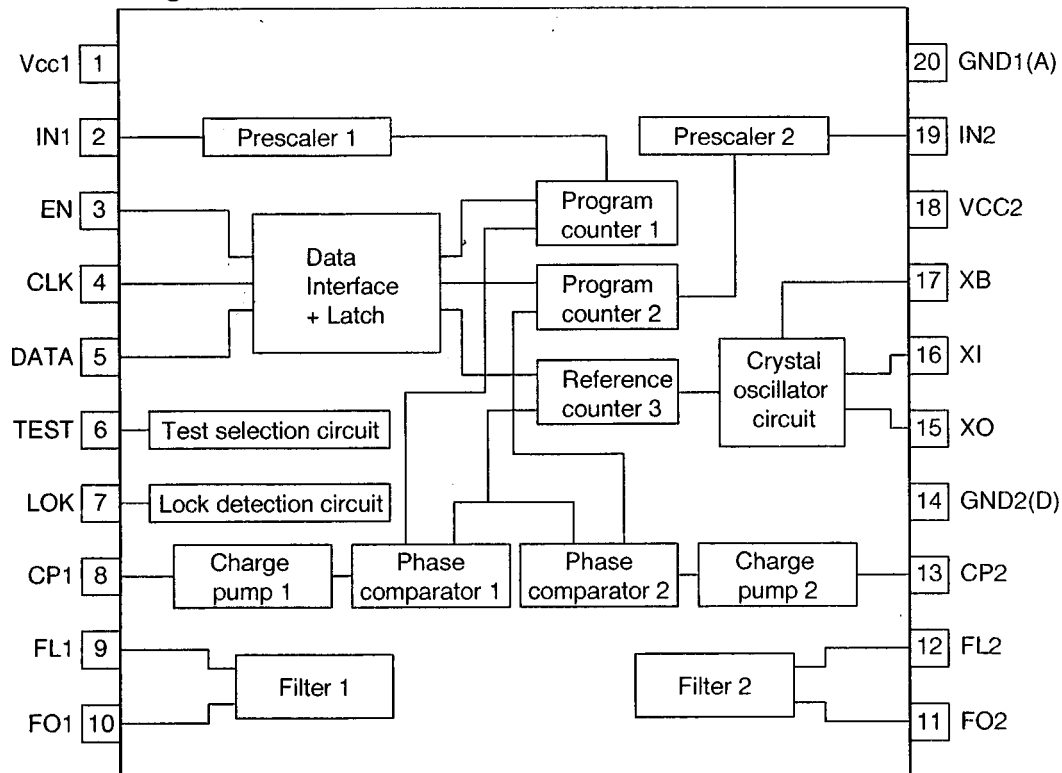 Vcc1 1
20 GND1(A)
IN1 2
Prescaler 1
Prescaler 2
19 IN2
EN 3
Program
counter 1
18 VCC2
Data
Interface
+ Latch
CLK 4
Program
counter 2
17 XB
DATA 5
Reference
counter 3
Crystal
oscillator
circuit
16 XI
TEST 6
Test selection circuit
15 XO
LOK 7
Lock detection circuit
14 GND2(D)
CP1 8
Charge
pump 1
Phase
comparator 1
Phase
comparator 2
Charge
pump 2
13 CP2
FL1 9
Filter 1
Filter 2
12 FL2
FO1 10
11 FO2